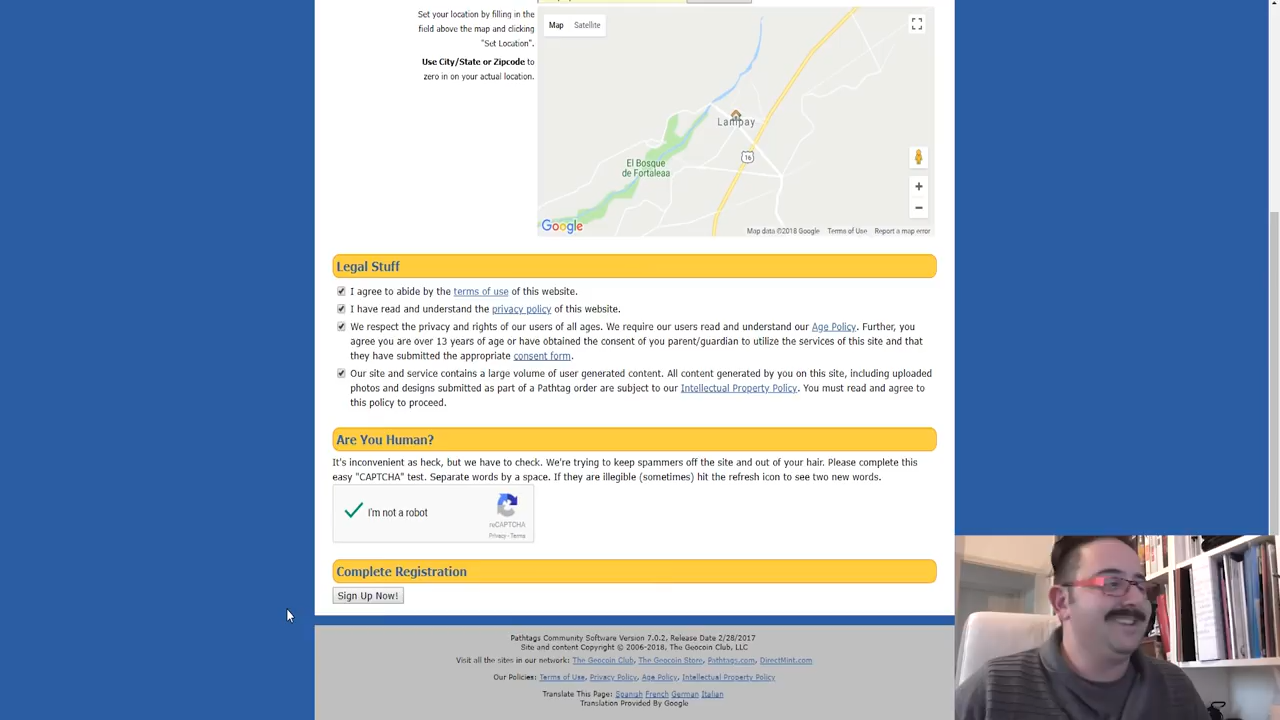 Set your location by filling in the
field above the map and clicking
"Set Location".
Use City/State or Zipcode to
zero in on your actual location.
Map Satellite
Lampay
16
El Bosque
de Fortaleaa
+
−
Google
Map data ©2018 Google Terms of Use Report a map error
Legal Stuff
I agree to abide by the terms of use of this website.
I have read and understand the privacy policy of this website.
We respect the privacy and rights of our users of all ages. We require our users read and understand our Age Policy. Further, you
agree you are over 13 years of age or have obtained the consent of you parent/guardian to utilize the services of this site and that
they have submitted the appropriate consent form.
Our site and service contains a large volume of user generated content. All content generated by you on this site, including uploaded
photos and designs submitted as part of a Pathtag order are subject to our Intellectual Property Policy. You must read and agree to
this policy to proceed.
Are You Human?
It's inconvenient as heck, but we have to check. We're trying to keep spammers off the site and out of your hair. Please complete this
easy "CAPTCHA" test. Separate words by a space. If they are illegible (sometimes) hit the refresh icon to see two new words.
I'm not a robot
reCAPTCHA
Privacy - Terms
Complete Registration
Sign Up Now!
Pathtags Community Software Version 7.0.2, Release Date 2/28/2017
Site and content Copyright © 2006-2018, The Geocoin Club, LLC
Visit all the sites in our network: The Geocoin Club, The Geocoin Store, Pathtags.com, DirectMint.com
Our Policies: Terms of Use, Privacy Policy, Age Policy, Intellectual Property Policy
Translate This Page: Spanish French German Italian
Translation Provided By Google